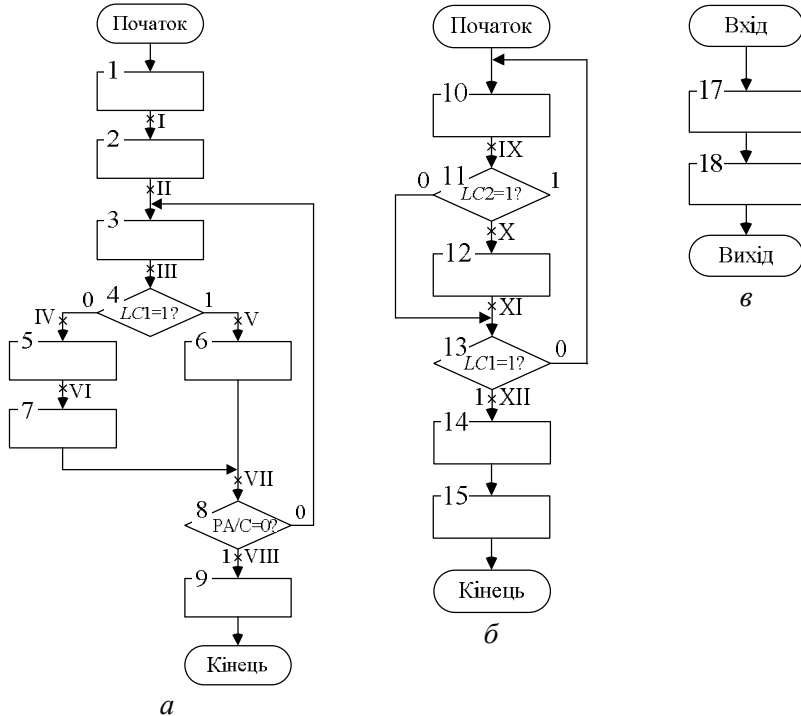 Початок
1
I
2
II
3
III
4
0
LC1=1?
1
IV
V
5
6
VI
7
VII
8
PA/C=0?
0
1
VIII
9
Кінець
а
Початок
10
IX
0
11
LC2=1?
1
X
12
XI
13
LC1=1?
0
1
XII
14
15
Кінець
б
Вхід
17
18
Вихід
в